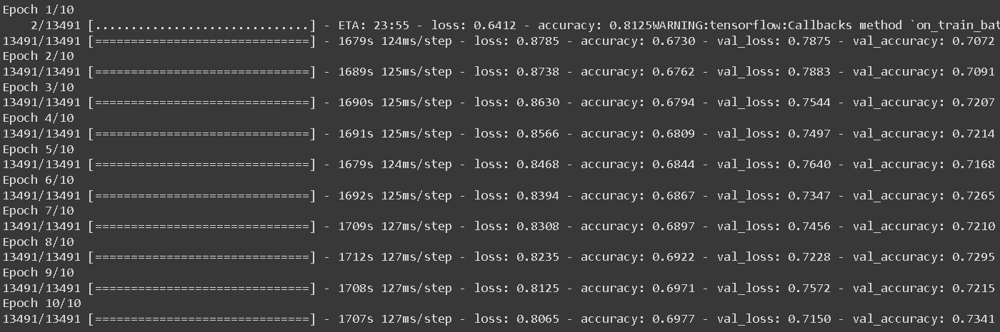 Epoch 1/10
2/13491 [..............................] - ETA: 23:55 - loss: 0.6412 - accuracy: 0.8125WARNING:tensorflow:Callbacks method `on_train_bat
13491/13491 [==============================] - 1679s 124ms/step - loss: 0.8785 - accuracy: 0.6730 - val_loss: 0.7875 - val_accuracy: 0.7072
Epoch 2/10
13491/13491 [==============================] - 1689s 125ms/step - loss: 0.8738 - accuracy: 0.6762 - val_loss: 0.7883 - val_accuracy: 0.7091
Epoch 3/10
13491/13491 [==============================] - 1690s 125ms/step - loss: 0.8630 - accuracy: 0.6794 - val_loss: 0.7544 - val_accuracy: 0.7207
Epoch 4/10
13491/13491 [==============================] - 1691s 125ms/step - loss: 0.8566 - accuracy: 0.6809 - val_loss: 0.7497 - val_accuracy: 0.7214
Epoch 5/10
13491/13491 [==============================] - 1679s 124ms/step - loss: 0.8468 - accuracy: 0.6844 - val_loss: 0.7640 - val_accuracy: 0.7168
Epoch 6/10
13491/13491 [==============================] - 1692s 125ms/step - loss: 0.8394 - accuracy: 0.6867 - val_loss: 0.7347 - val_accuracy: 0.7265
Epoch 7/10
13491/13491 [==============================] - 1709s 127ms/step - loss: 0.8308 - accuracy: 0.6897 - val_loss: 0.7456 - val_accuracy: 0.7210
Epoch 8/10
13491/13491 [==============================] - 1712s 127ms/step - loss: 0.8235 - accuracy: 0.6922 - val_loss: 0.7228 - val_accuracy: 0.7295
Epoch 9/10
13491/13491 [==============================] - 1708s 127ms/step - loss: 0.8125 - accuracy: 0.6971 - val_loss: 0.7572 - val_accuracy: 0.7215
Epoch 10/10
13491/13491 [==============================] - 1707s 127ms/step - loss: 0.8065 - accuracy: 0.6977 - val_loss: 0.7150 - val_accuracy: 0.7341